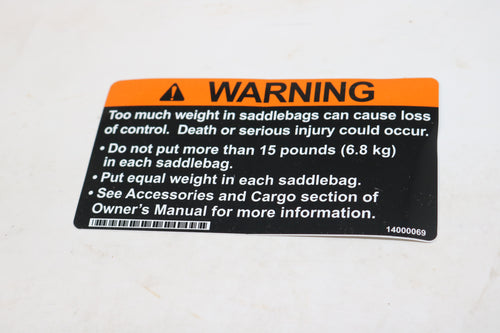 WARNING
Too much weight in saddlebags can cause loss
of control. Death or serious injury could occur.
• Do not put more than 15 pounds (6.8 kg)
in each saddlebag.
• Put equal weight in each saddlebag.
• See Accessories and Cargo section of
Owner's Manual for more information.
14000069